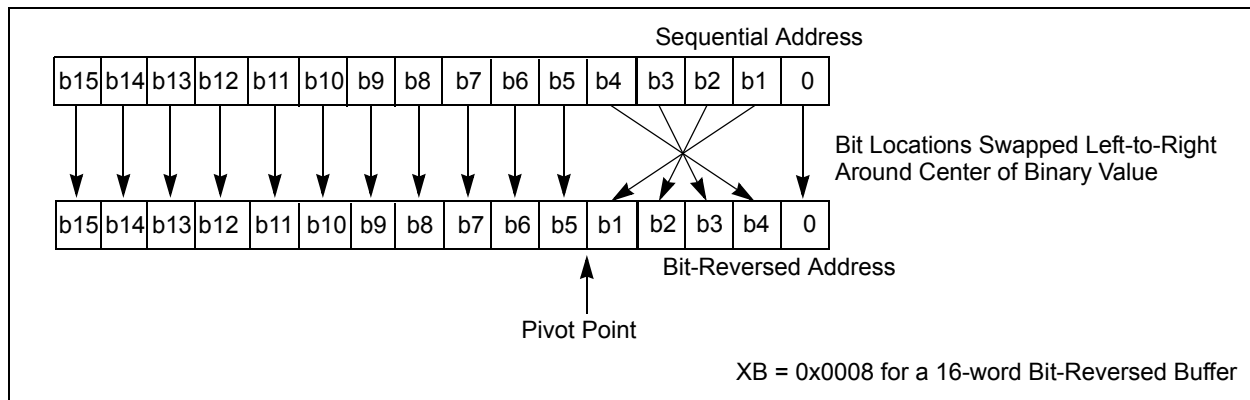 Sequential Address
b15 b14 b13 b12 b11 b10 b9 b8 b7 b6 b5 b4 b3 b2 b1 0
Bit Locations Swapped Left-to-Right
Around Center of Binary Value
b15 b14 b13 b12 b11 b10 b9 b8 b7 b6 b5 b1 b2 b3 b4 0
Bit-Reversed Address
Pivot Point
XB = 0x0008 for a 16-word Bit-Reversed Buffer